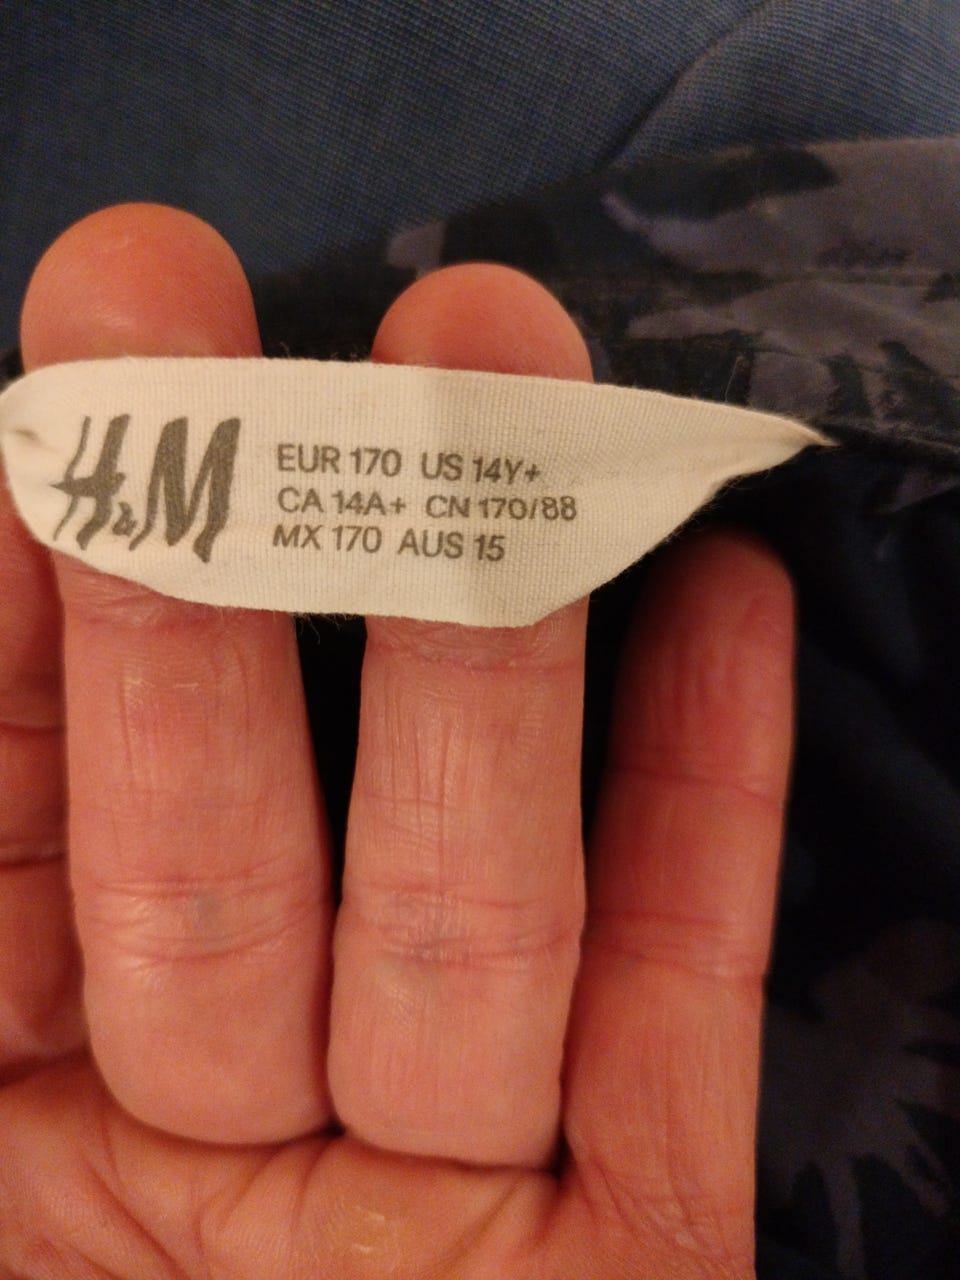 H&M
EUR 170 US 14Y+
CA 14A+ CN 170/88
MX 170 AUS 15